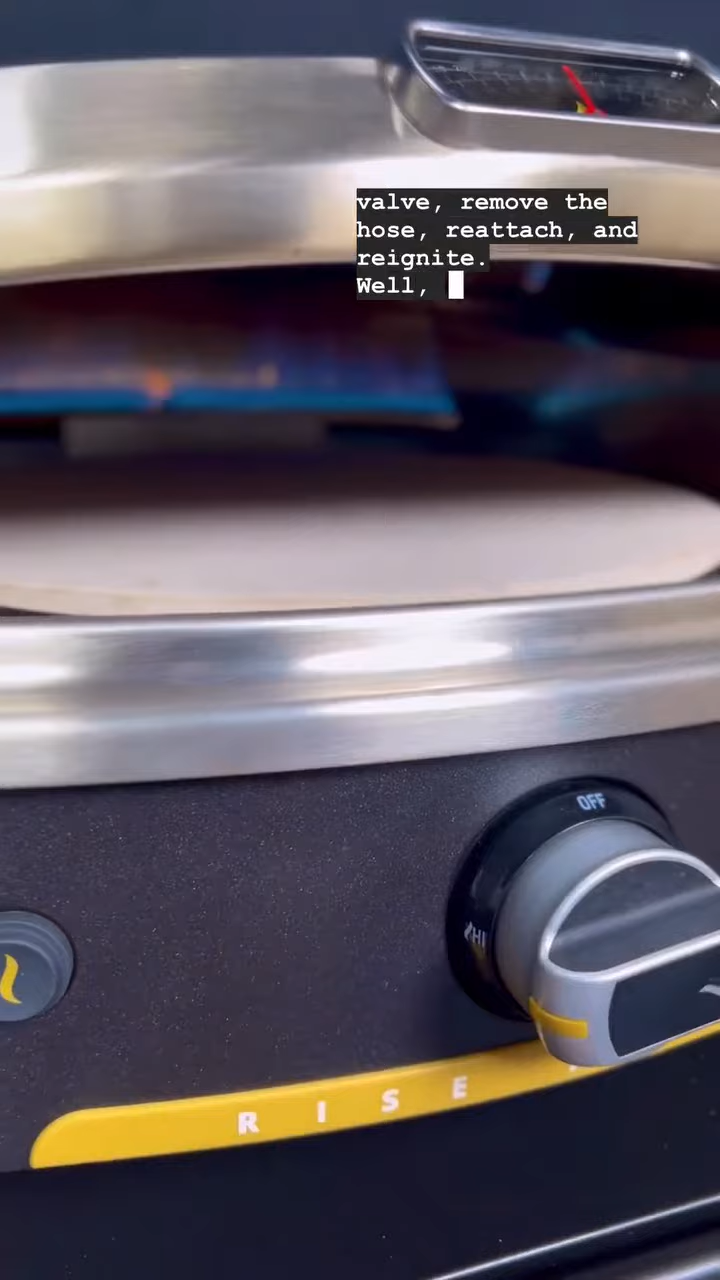 valve, remove the
hose, reattach, and
reignite.
Well,
OFF
HI
RISE